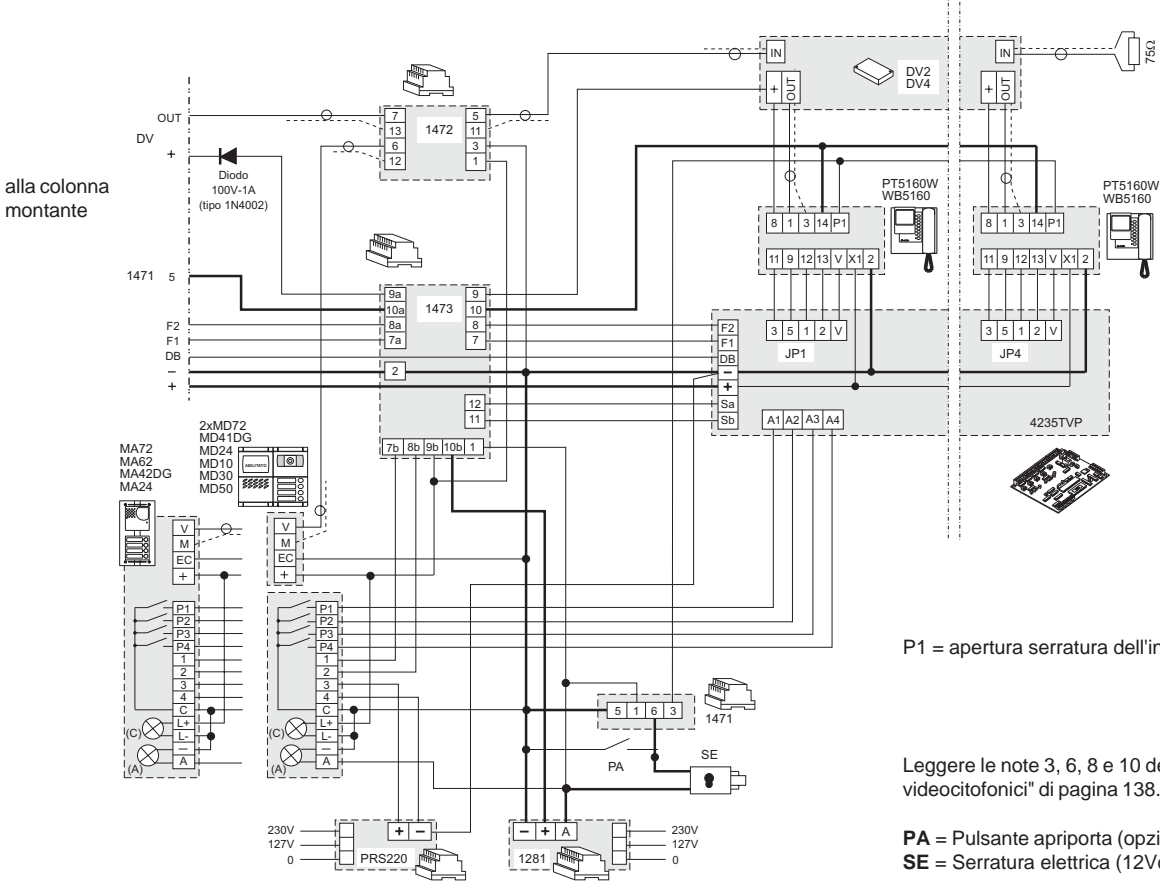 IN
IN
75Ω
DV2
DV4
+
OUT
+
OUT
OUT
DV
+
7
13
6
12
1472
5
11
3
1
Diodo
100V-1A
(tipo 1N4002)
alla colonna
montante
PT5160W
WB5160
PT5160W
WB5160
8 1 3 14 P1
8 1 3 14 P1
11 9 12 13 V X1 2
11 9 12 13 V X1 2
1471 5
F2
F1
DB
–
+
9a
10a
8a
7a
1473
9
10
8
7
2
12
11
7b 8b 9b 10b 1
F2
F1
DB
–
+
Sa
Sb
3 5 1 2 V
JP1
3 5 1 2 V
JP4
A1 A2 A3 A4
4235TVP
MA72
MA62
MA42DG
MA24
2xMD72
MD41DG
MD24
MD10
MD30
MD50
V
M
EC
+
V
M
EC
+
P1
P2
P3
P4
1
2
3
4
C
L+
L-
–
A
(C)
(A)
P1
P2
P3
P4
1
2
3
4
C
L+
L-
–
A
(C)
(A)
P1 = apertura serratura dell'in
5 1 6 3
1471
PA
SE
Leggere le note 3, 6, 8 e 10 de
videocitofonici" di pagina 138.
230V
127V
0
PRS220
+ –
– + A
1281
230V
127V
0
PA = Pulsante apriporta (opzi
SE = Serratura elettrica (12V